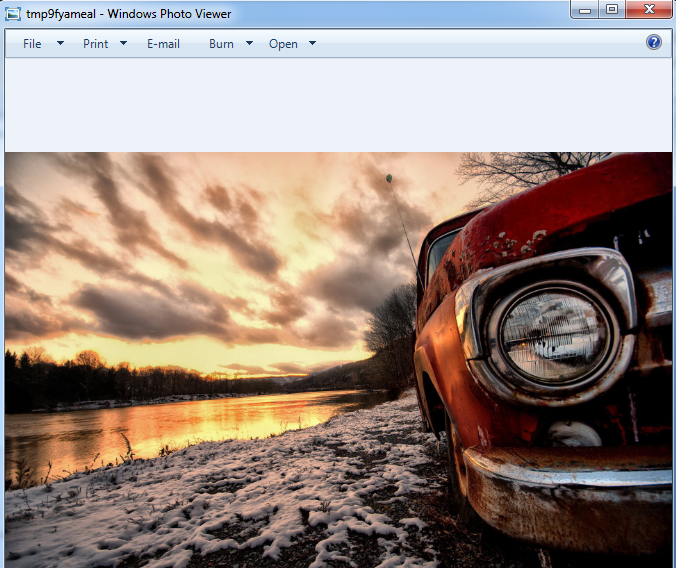 tmp9fyameal - Windows Photo Viewer
File Print E-mail Burn Open